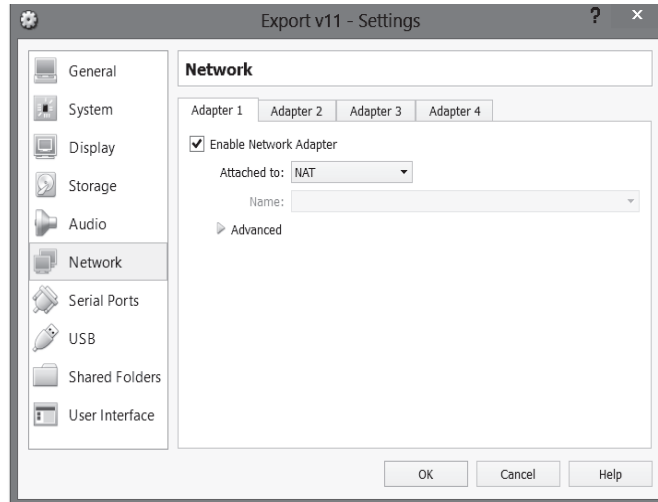 Export v11 - Settings
? x
General
System
Display
Storage
Audio
Network
Serial Ports
USB
Shared Folders
User Interface
Network
Adapter 1 Adapter 2 Adapter 3 Adapter 4
Enable Network Adapter
Attached to: NAT
Name:
Advanced
OK Cancel Help